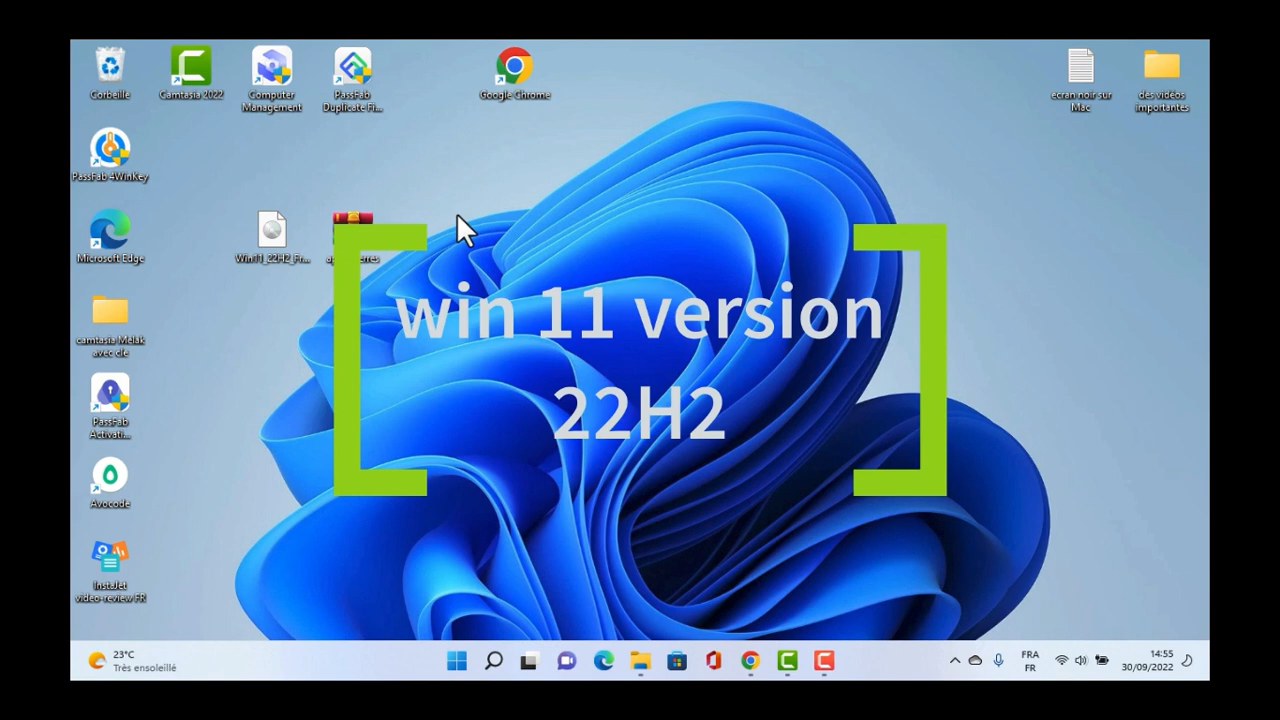 Corbeille
Camtasia 2022
Computer
Management
PassFab
Duplicate Fi...
Google Chrome
ecran noir sur
Mac
des vidéos
importantes
PassFab 4WinKey
Microsoft Edge
Win11_22H2_Fr...
win 11 version
22H2
camtasia Melak
avec cle
PassFab
Activati...
Avocode
InstaJet
video-review FR
23°C
Très ensoleillé
FRA
FR
14:55
30/09/2022